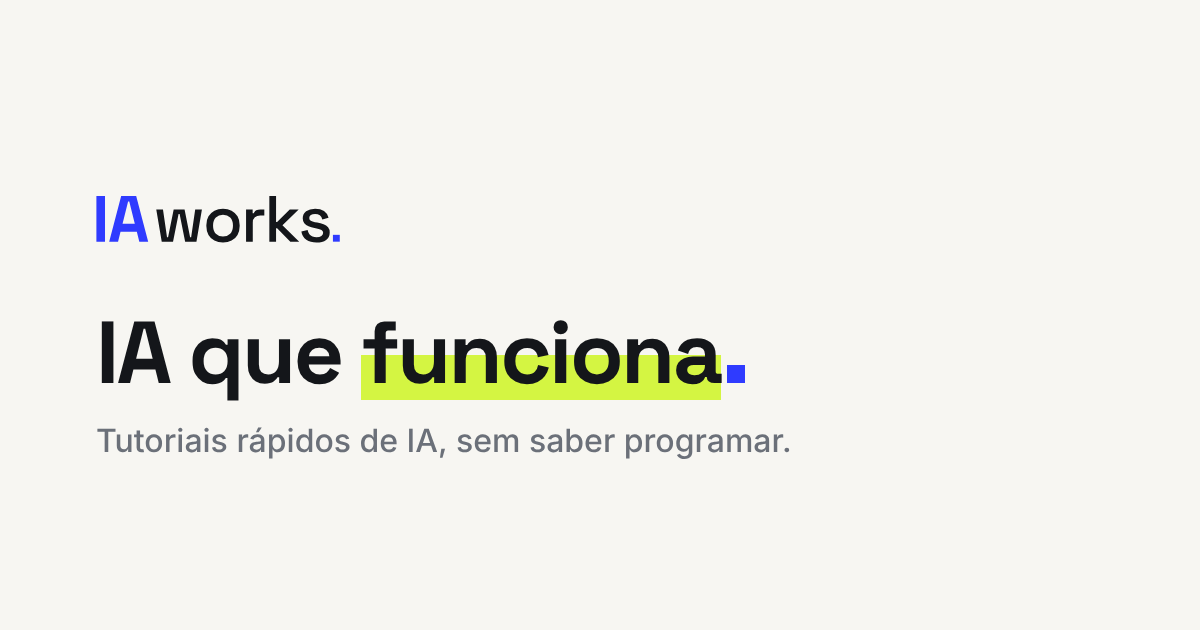 IA works.
IA que funciona.
Tutoriais rápidos de IA, sem saber programar.